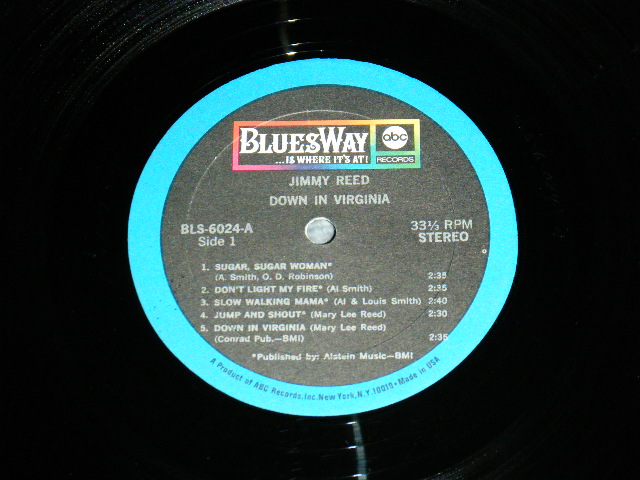 BLUESWAY
...IS WHERE IT'S AT!
abc
RECORDS
JIMMY REED
DOWN IN VIRGINIA
BLS-6024-A
Side 1
33⅓ RPM
STEREO
1. SUGAR, SUGAR WOMAN*
(A. Smith, O. D. Robinson) 2:35
2. DON'T LIGHT MY FIRE* (Al Smith) 2:35
3. SLOW WALKING MAMA* (Al & Louis Smith) 2:40
4. JUMP AND SHOUT* (Mary Lee Reed) 2:30
5. DOWN IN VIRGINIA (Mary Lee Reed)
(Conrad Pub.—BMI) 2:35
*Published by: Alstein Music—BMI
A Product of ABC Records, Inc. New York, N.Y. 10019 • Made in USA